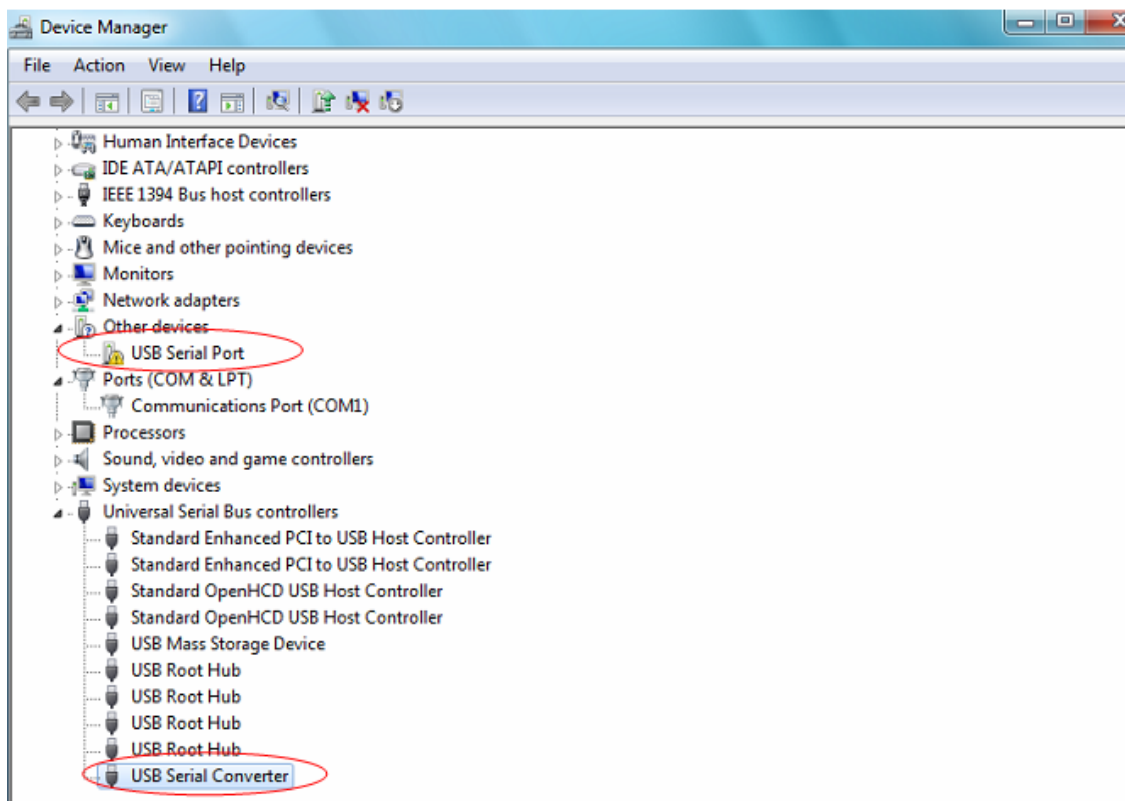 Device Manager
File Action View Help
Human Interface Devices
IDE ATA/ATAPI controllers
IEEE 1394 Bus host controllers
Keyboards
Mice and other pointing devices
Monitors
Network adapters
Other devices
USB Serial Port
Ports (COM & LPT)
Communications Port (COM1)
Processors
Sound, video and game controllers
System devices
Universal Serial Bus controllers
Standard Enhanced PCI to USB Host Controller
Standard Enhanced PCI to USB Host Controller
Standard OpenHCD USB Host Controller
Standard OpenHCD USB Host Controller
USB Mass Storage Device
USB Root Hub
USB Root Hub
USB Root Hub
USB Root Hub
USB Serial Converter